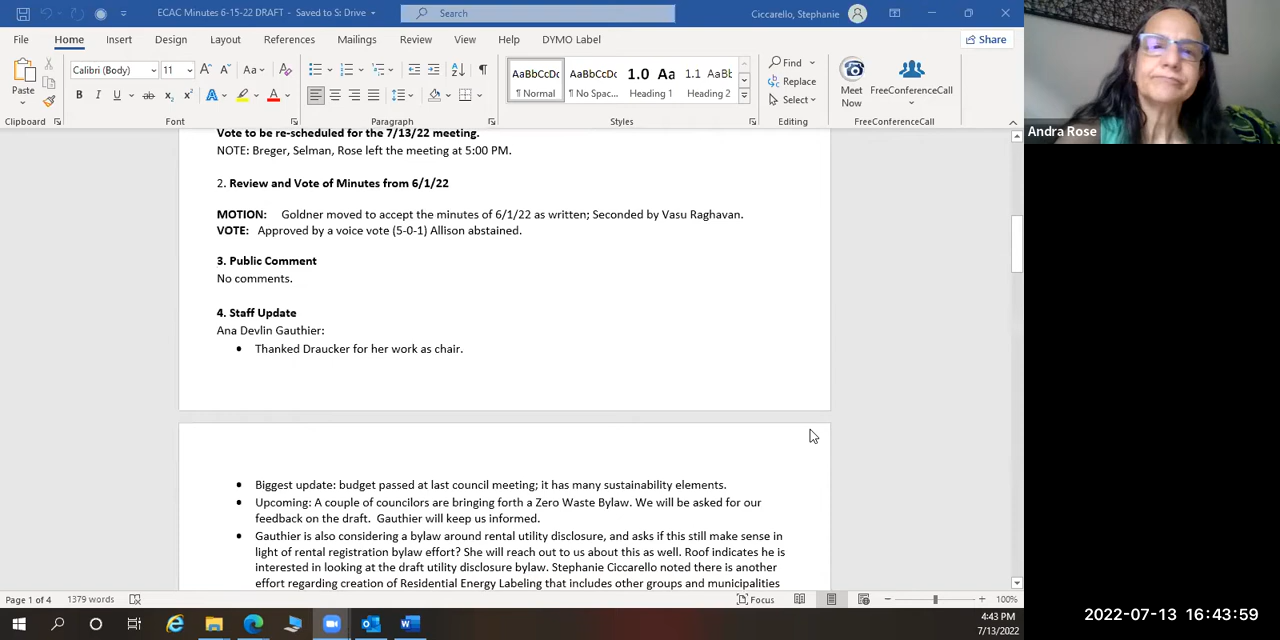 ECAC Minutes 6-15-22 DRAFT - Saved to S: Drive
Search
Ciccarello, Stephanie
File Home Insert Design Layout References Mailings Review View Help DYMO Label
Share
Paste
Calibri (Body) 11
Find
Replace
Select
AaBbCcDc AaBbCcDc 1.0 Aa 1.1 AaBb
¶ Normal ¶ No Spac... Heading 1 Heading 2
Meet Now
FreeConferenceCall
Clipboard Font Paragraph Styles Editing FreeConferenceCall
Andra Rose
Vote to be re-scheduled for the 7/13/22 meeting.
NOTE: Breger, Selman, Rose left the meeting at 5:00 PM.
2. Review and Vote of Minutes from 6/1/22
MOTION: Goldner moved to accept the minutes of 6/1/22 as written; Seconded by Vasu Raghavan.
VOTE: Approved by a voice vote (5-0-1) Allison abstained.
3. Public Comment
No comments.
4. Staff Update
Ana Devlin Gauthier:
• Thanked Draucker for her work as chair.
• Biggest update: budget passed at last council meeting; it has many sustainability elements.
• Upcoming: A couple of councilors are bringing forth a Zero Waste Bylaw. We will be asked for our
feedback on the draft. Gauthier will keep us informed.
• Gauthier is also considering a bylaw around rental utility disclosure, and asks if this still make sense in
light of rental registration bylaw effort? She will reach out to us about this as well. Roof indicates he is
interested in looking at the draft utility disclosure bylaw. Stephanie Ciccarello noted there is another
effort regarding creation of Residential Energy Labeling that includes other groups and municipalities
Page 1 of 4 1379 words
Focus
100%
4:43 PM
7/13/2022
2022-07-13 16:43:59